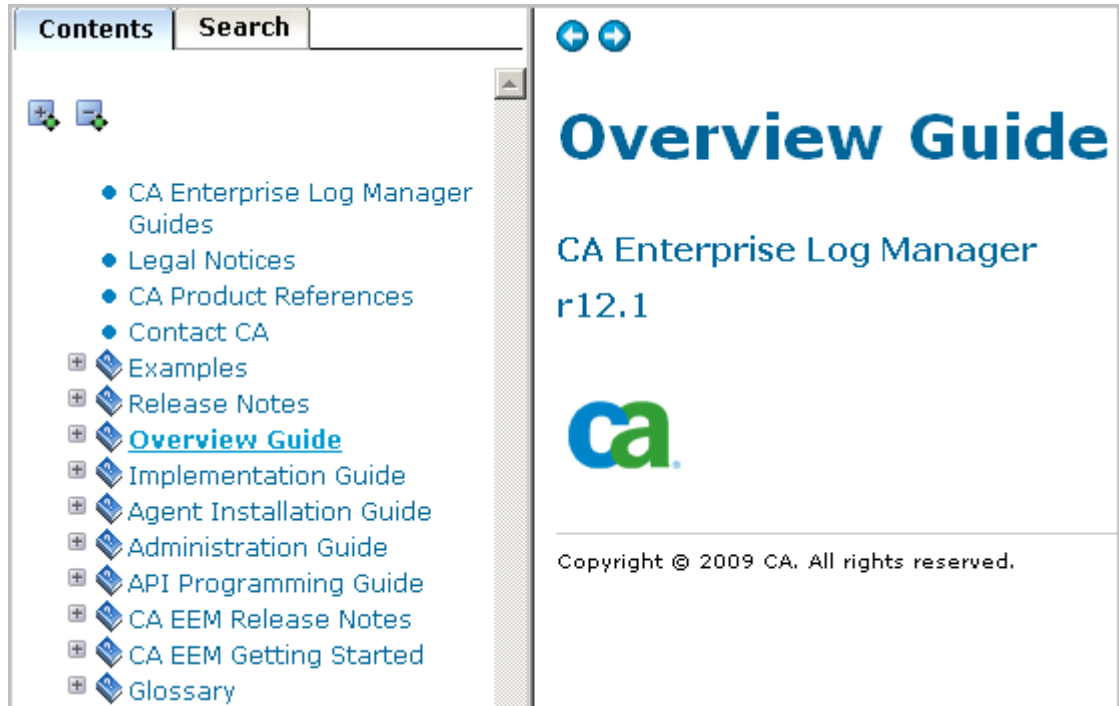 Contents
Search
CA Enterprise Log Manager
Guides
Legal Notices
CA Product References
Contact CA
Examples
Release Notes
Overview Guide
Implementation Guide
Agent Installation Guide
Administration Guide
API Programming Guide
CA EEM Release Notes
CA EEM Getting Started
Glossary
Overview Guide
CA Enterprise Log Manager
r12.1
ca
Copyright © 2009 CA. All rights reserved.